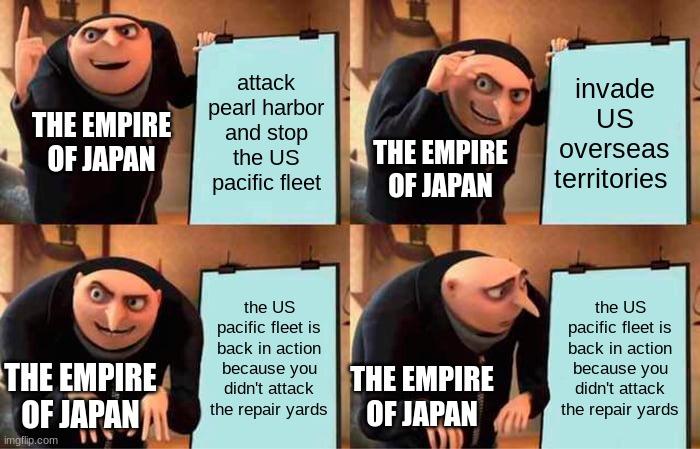 attack
pearl harbor
and stop
the US
pacific fleet
THE EMPIRE
OF JAPAN
invade
US
overseas
territories
THE EMPIRE
OF JAPAN
the US
pacific fleet is
back in action
because you
didn't attack
the repair yards
THE EMPIRE
OF JAPAN
the US
pacific fleet is
back in action
because you
didn't attack
the repair yards
THE EMPIRE
OF JAPAN
imgflip.com